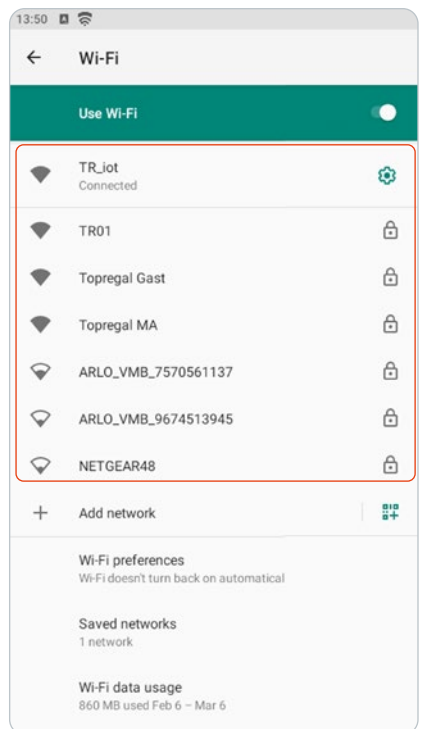 13:50
Wi-Fi
Use Wi-Fi
TR_iot
Connected
TR01
Topregal Gast
Topregal MA
ARLO_VMB_7570561137
ARLO_VMB_9674513945
NETGEAR48
Add network
Wi-Fi preferences
Wi-Fi doesn't turn back on automatical
Saved networks
1 network
Wi-Fi data usage
860 MB used Feb 6 – Mar 6